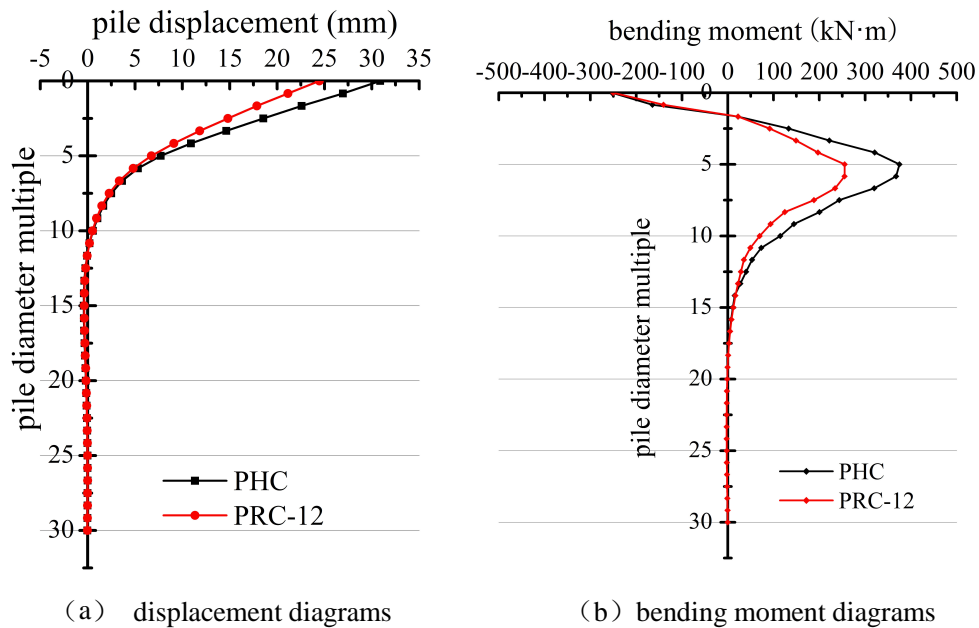 pile displacement (mm)
-5 0 5 10 15 20 25 30 35
0
5
10
15
20
25
30
pile diameter multiple
PHC
PRC-12
（a） displacement diagrams
bending moment（kN·m）
-500-400-300-200-100 0 100 200 300 400 500
0
5
10
15
20
25
30
pile diameter multiple
PHC
PRC-12
（b）bending moment diagrams